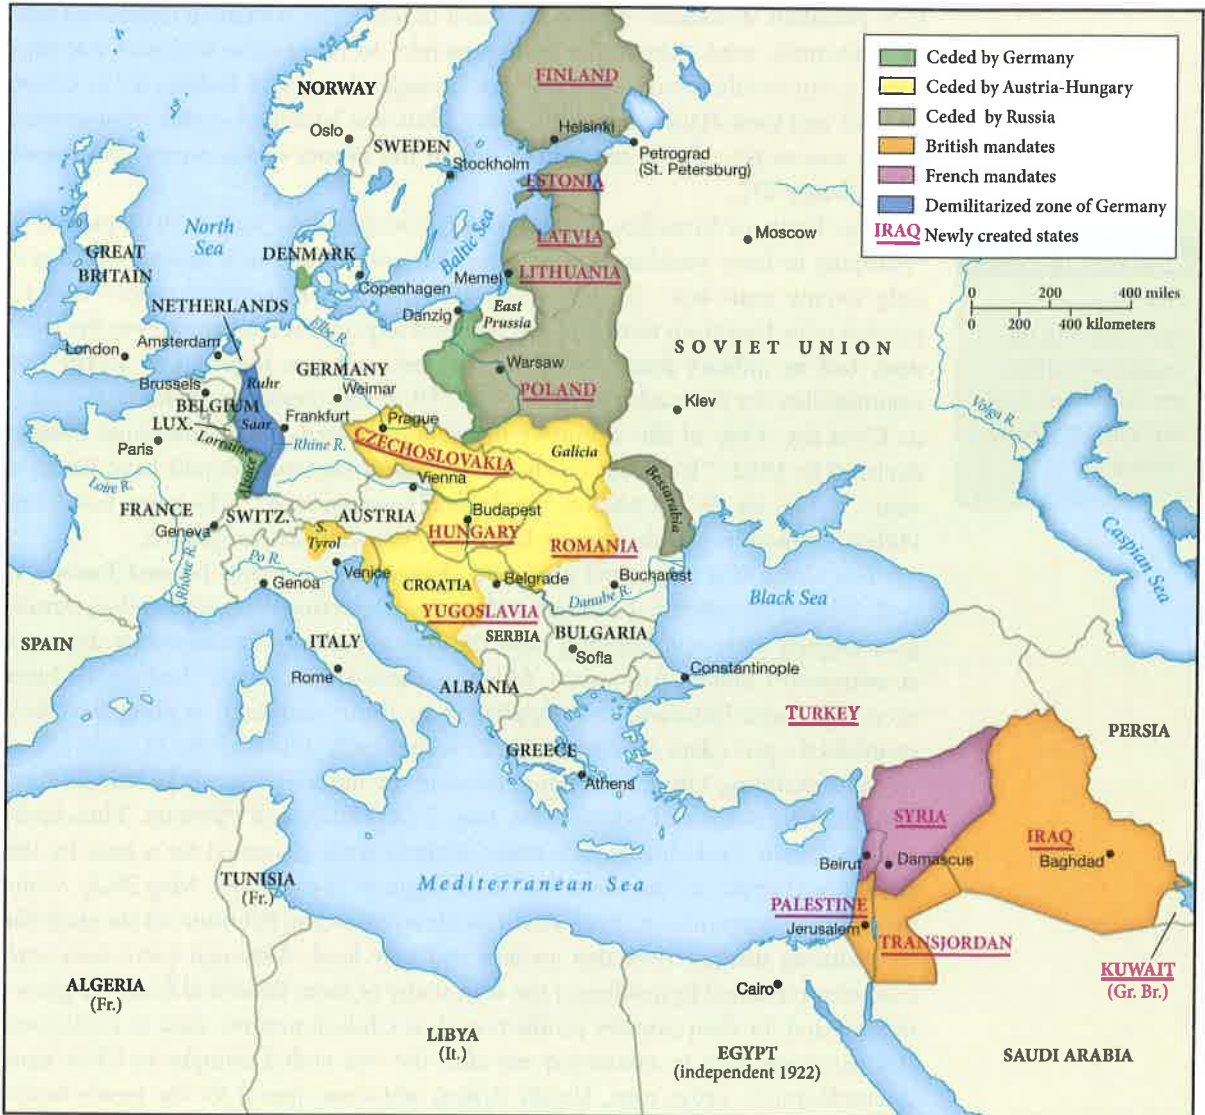 Ceded by Germany
Ceded by Austria-Hungary
Ceded by Russia
British mandates
French mandates
Demilitarized zone of Germany
IRAQ Newly created states
0 200 400 miles
0 200 400 kilometers
FINLAND
NORWAY
Oslo
Helsinki
SWEDEN
Petrograd
(St. Petersburg)
Stockholm
ESTONIA
North
Sea
Baltic Sea
LATVIA
Moscow
GREAT
BRITAIN
DENMARK
Memel
LITHUANIA
Copenhagen
NETHERLANDS
Danzig
East
Prussia
Elbe R.
London
Amsterdam
SOVIET UNION
GERMANY
Warsaw
Brussels
Ruhr
Weimar
POLAND
BELGIUM
Kiev
Volga R.
LUX.
Saar
Frankfurt
Prague
Paris
Lorraine
Rhine R.
CZECHOSLOVAKIA
Galicia
Alsace
Loire R.
Vienna
Bessarabia
FRANCE
SWITZ.
AUSTRIA
Budapest
Geneva
HUNGARY
S.
Tyrol
ROMANIA
Caspian Sea
Po R.
Venice
Rhône R.
Genoa
CROATIA
Belgrade
Bucharest
Danube R.
Black Sea
YUGOSLAVIA
SPAIN
ITALY
SERBIA
BULGARIA
Sofia
Rome
Constantinople
ALBANIA
TURKEY
PERSIA
GREECE
Athens
SYRIA
IRAQ
Beirut
Damascus
Baghdad
TUNISIA
(Fr.)
Mediterranean Sea
PALESTINE
Jerusalem
TRANSJORDAN
KUWAIT
(Gr. Br.)
ALGERIA
(Fr.)
Cairo
LIBYA
(It.)
EGYPT
(independent 1922)
SAUDI ARABIA